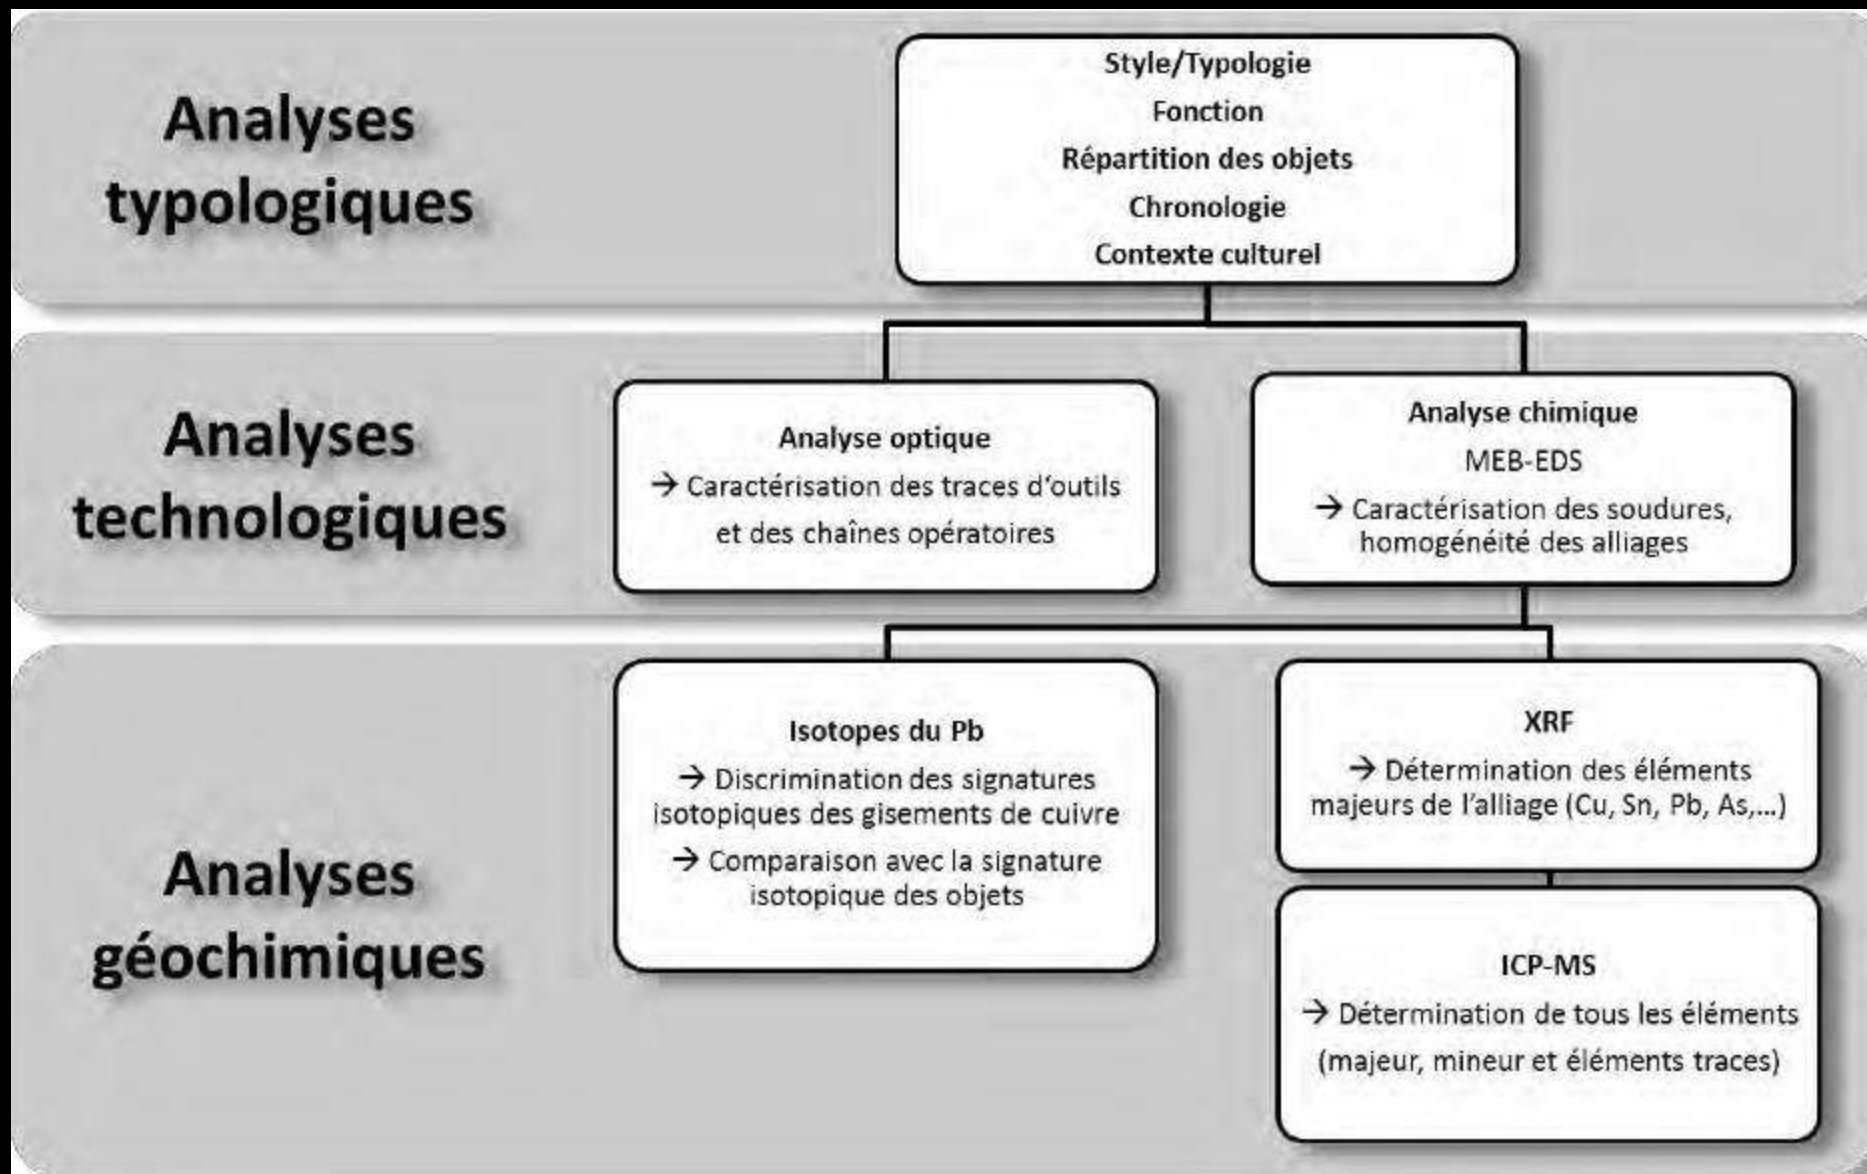 Analyses
typologiques
Style/Typologie
Fonction
Répartition des objets
Chronologie
Contexte culturel
Analyses
technologiques
Analyse optique
→ Caractérisation des traces d'outils
et des chaînes opératoires
Analyse chimique
MEB-EDS
→ Caractérisation des soudures,
homogénéité des alliages
Analyses
géochimiques
Isotopes du Pb
→ Discrimination des signatures
isotopiques des gisements de cuivre
→ Comparaison avec la signature
isotopique des objets
XRF
→ Détermination des éléments
majeurs de l'alliage (Cu, Sn, Pb, As,...)
ICP-MS
→ Détermination de tous les éléments
(majeur, mineur et éléments traces)